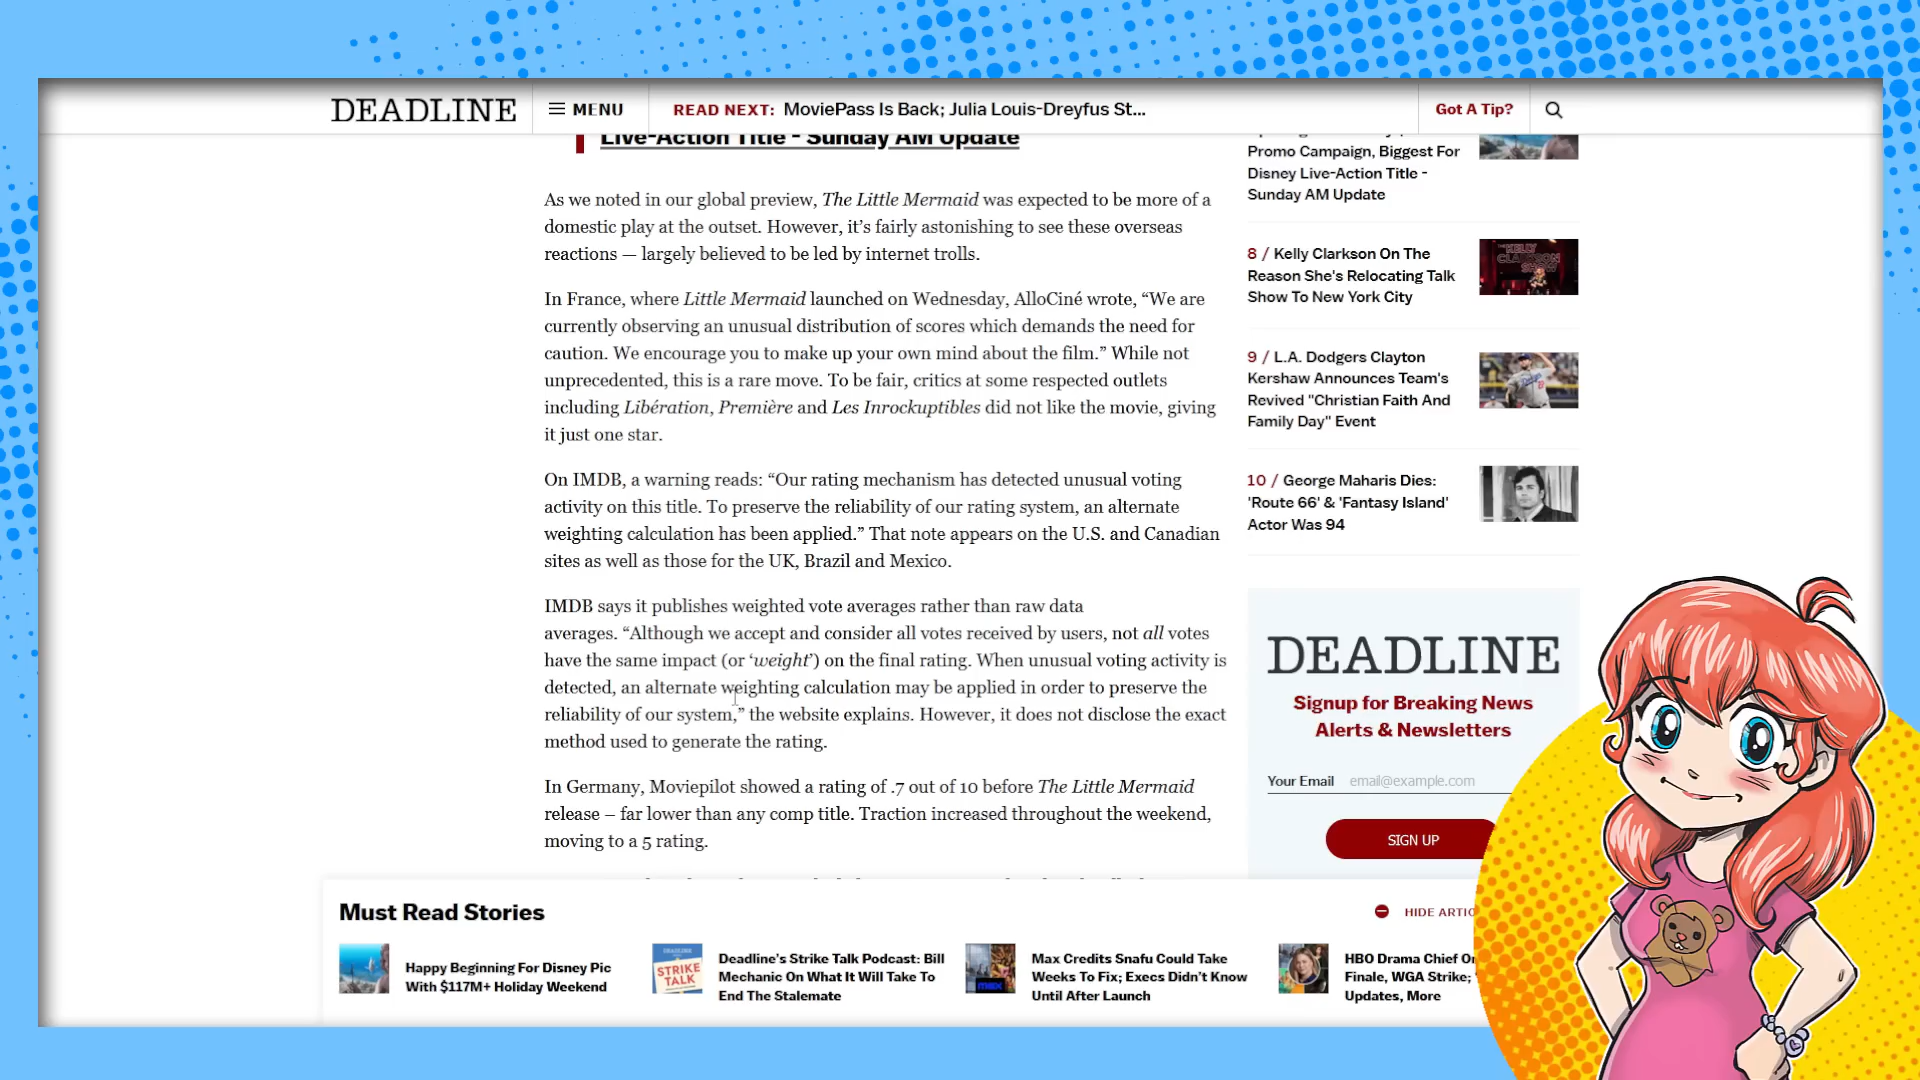 DEADLINE
MENU
READ NEXT: MoviePass Is Back; Julia Louis-Dreyfus St...
Got A Tip?
Live-Action Title - Sunday AM Update
As we noted in our global preview, The Little Mermaid was expected to be more of a
domestic play at the outset. However, it’s fairly astonishing to see these overseas
reactions — largely believed to be led by internet trolls.
In France, where Little Mermaid launched on Wednesday, AlloCiné wrote, “We are
currently observing an unusual distribution of scores which demands the need for
caution. We encourage you to make up your own mind about the film.” While not
unprecedented, this is a rare move. To be fair, critics at some respected outlets
including Libération, Première and Les Inrockuptibles did not like the movie, giving
it just one star.
On IMDB, a warning reads: “Our rating mechanism has detected unusual voting
activity on this title. To preserve the reliability of our rating system, an alternate
weighting calculation has been applied.” That note appears on the U.S. and Canadian
sites as well as those for the UK, Brazil and Mexico.
IMDB says it publishes weighted vote averages rather than raw data
averages. “Although we accept and consider all votes received by users, not all votes
have the same impact (or ‘weight’) on the final rating. When unusual voting activity is
detected, an alternate weighting calculation may be applied in order to preserve the
reliability of our system,” the website explains. However, it does not disclose the exact
method used to generate the rating.
In Germany, Moviepilot showed a rating of .7 out of 10 before The Little Mermaid
release – far lower than any comp title. Traction increased throughout the weekend,
moving to a 5 rating.
Promo Campaign, Biggest For
Disney Live-Action Title -
Sunday AM Update
8 / Kelly Clarkson On The
Reason She's Relocating Talk
Show To New York City
THE KELLY
CLARKSON
SHOW
9 / L.A. Dodgers Clayton
Kershaw Announces Team's
Revived "Christian Faith And
Family Day" Event
10 / George Maharis Dies:
'Route 66' & 'Fantasy Island'
Actor Was 94
DEADLINE
Signup for Breaking News
Alerts & Newsletters
Your Email email@example.com
SIGN UP
Must Read Stories
HIDE ARTIC
Happy Beginning For Disney Pic
With $117M+ Holiday Weekend
DEADLINE
STRIKE
TALK
Deadline’s Strike Talk Podcast: Bill
Mechanic On What It Will Take To
End The Stalemate
max
Max Credits Snafu Could Take
Weeks To Fix; Execs Didn’t Know
Until After Launch
HBO Drama Chief On
Finale, WGA Strike;
Updates, More